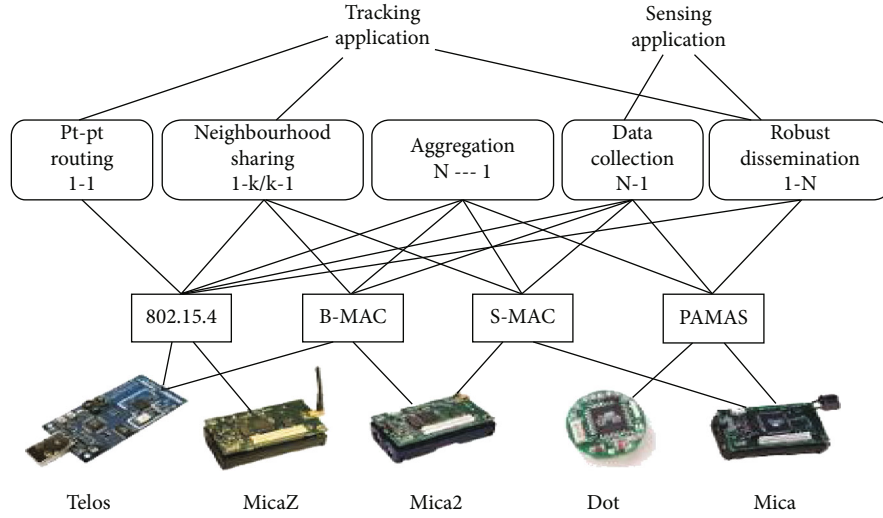 Tracking
application
Sensing
application
Pt-pt
routing
1-1
Neighbourhood
sharing
1-k/k-1
Aggregation
N --- 1
Data
collection
N-1
Robust
dissemination
1-N
802.15.4
B-MAC
S-MAC
PAMAS
Telos
MicaZ
Mica2
Dot
Mica